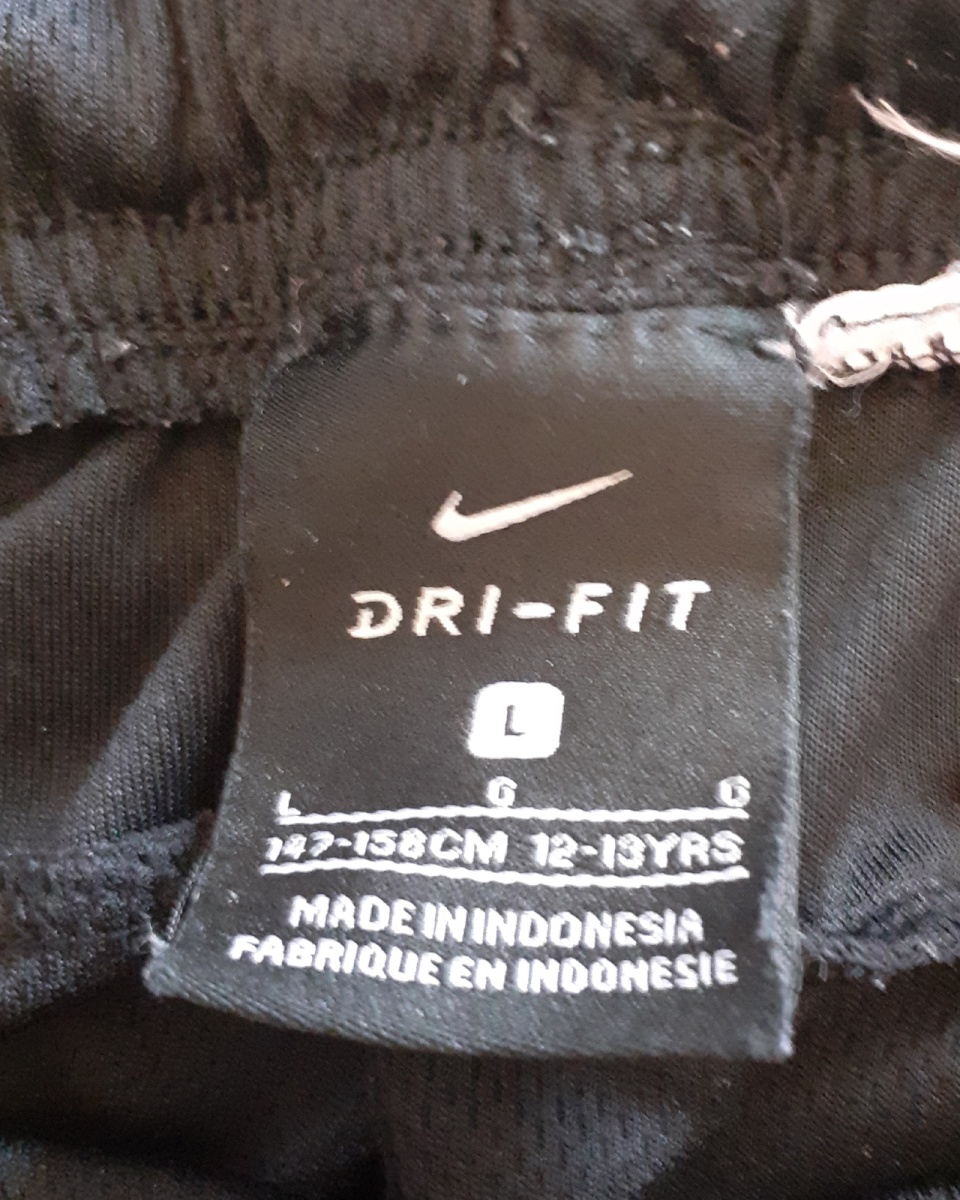 DRI-FIT
L
L G G
147-158CM 12-13YRS
MADE IN INDONESIA
FABRIQUE EN INDONESIE